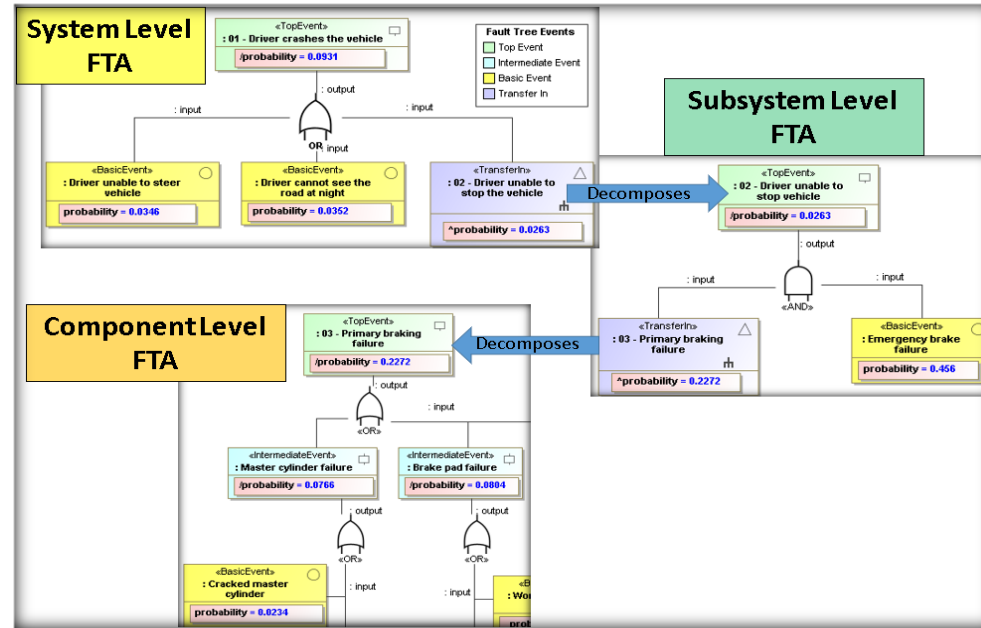 System Level
FTA
«TopEvent»
: 01 - Driver crashes the vehicle
/probability = 0.0931
: output
: input
: input
OR
: input
«BasicEvent»
: Driver unable to steer
vehicle
probability = 0.0346
«BasicEvent»
: Driver cannot see the
road at night
probability = 0.0352
«TransferIn»
: 02 - Driver unable to
stop the vehicle
^probability = 0.0263
Fault Tree Events
Top Event
Intermediate Event
Basic Event
Transfer In
Decomposes
Subsystem Level
FTA
«TopEvent»
: 02 - Driver unable to
stop vehicle
/probability = 0.0263
: output
: input
: input
«AND»
«TransferIn»
: 03 - Primary braking
failure
^probability = 0.2272
«BasicEvent»
: Emergency brake
failure
probability = 0.456
Decomposes
Component Level
FTA
«TopEvent»
: 03 - Primary braking
failure
/probability = 0.2272
: output
: input
«OR»
«IntermediateEvent»
: Master cylinder failure
/probability = 0.0766
«IntermediateEvent»
: Brake pad failure
/probability = 0.0804
: output
: output
«OR»
«OR»
: input
: input
«BasicEvent»
: Cracked master
cylinder
probability = 0.0234